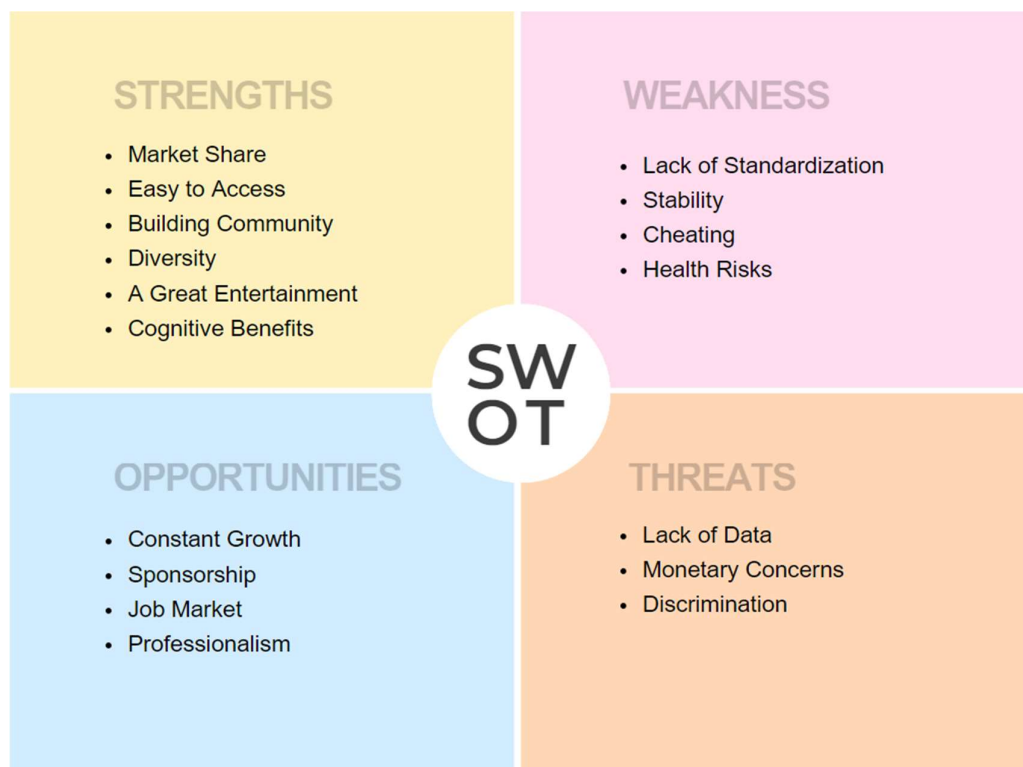 STRENGTHS
• Market Share
• Easy to Access
• Building Community
• Diversity
• A Great Entertainment
• Cognitive Benefits
WEAKNESS
• Lack of Standardization
• Stability
• Cheating
• Health Risks
SW
OT
OPPORTUNITIES
• Constant Growth
• Sponsorship
• Job Market
• Professionalism
THREATS
• Lack of Data
• Monetary Concerns
• Discrimination